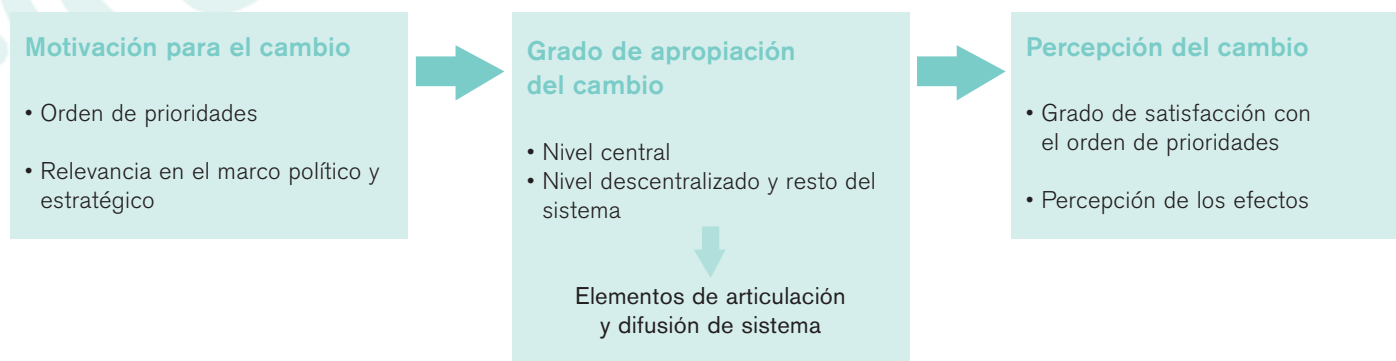 Motivación para el cambio
• Orden de prioridades
• Relevancia en el marco político y
estratégico
Grado de apropiación
del cambio
• Nivel central
• Nivel descentralizado y resto del
sistema
Elementos de articulación
y difusión de sistema
Percepción del cambio
• Grado de satisfacción con
el orden de prioridades
• Percepción de los efectos